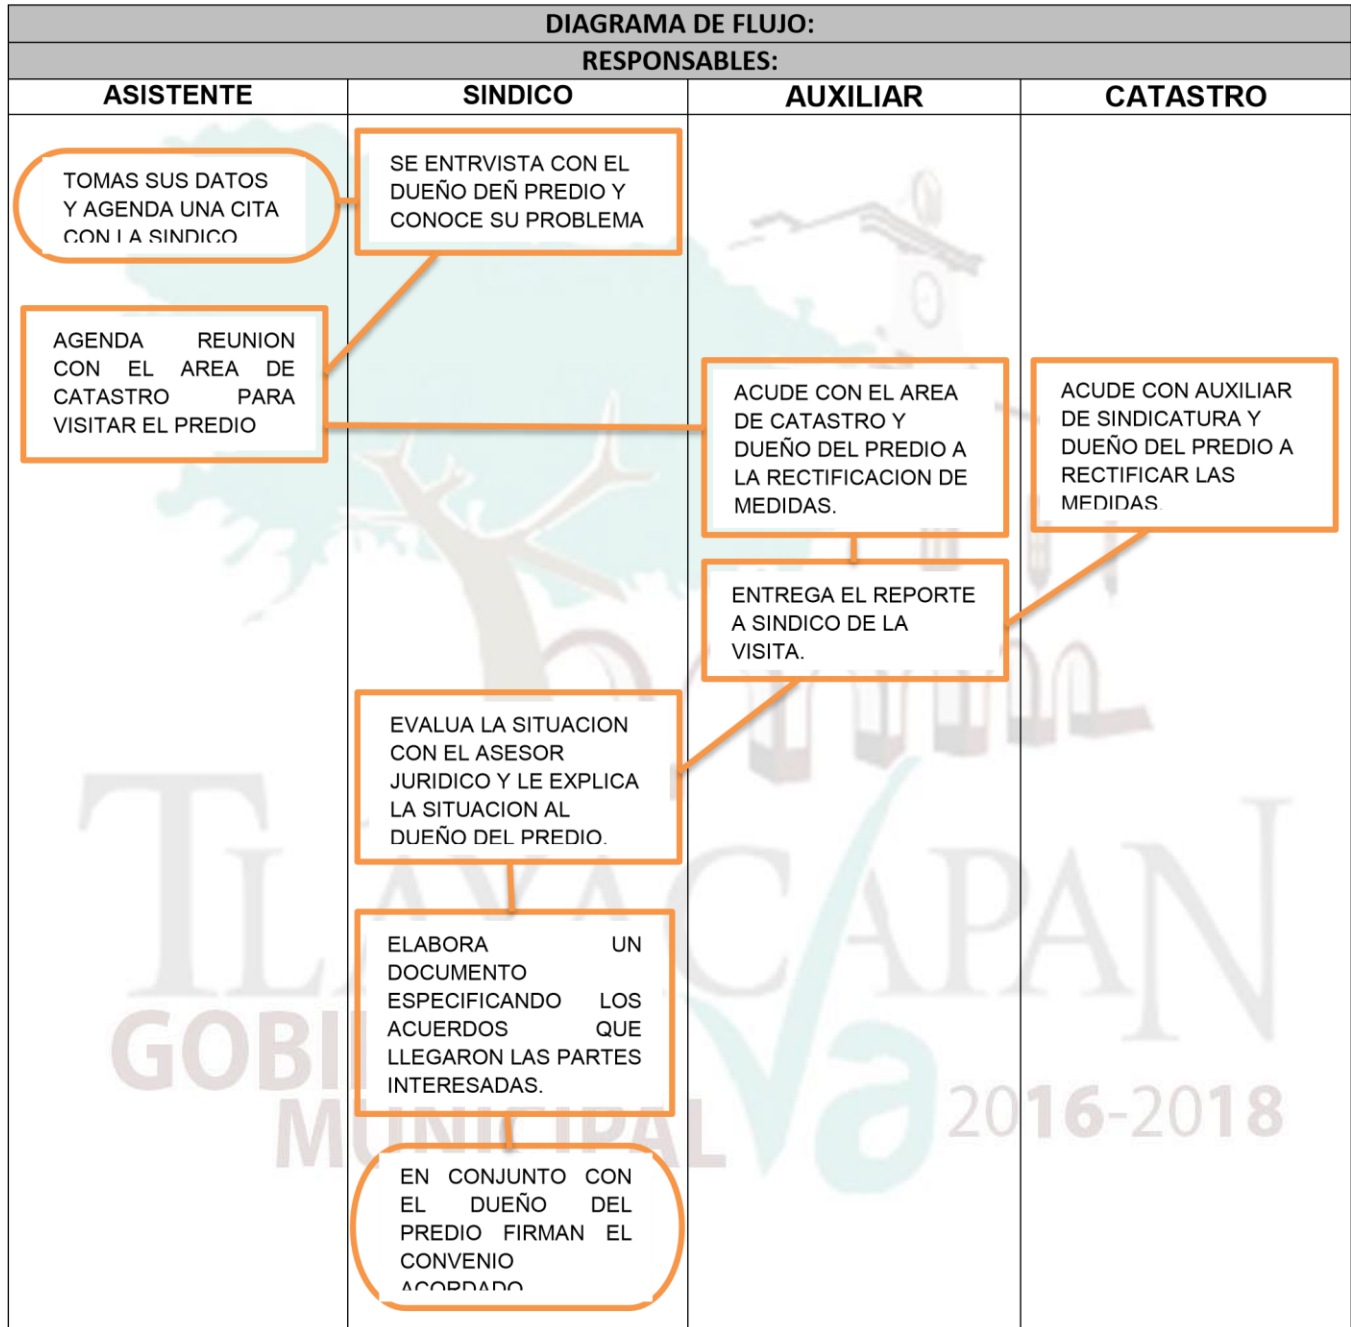 DIAGRAMA DE FLUJO:
RESPONSABLES:
ASISTENTE
SINDICO
AUXILIAR
CATASTRO
TOMAS SUS DATOS
Y AGENDA UNA CITA
CON LA SINDICO
SE ENTRVISTA CON EL
DUEÑO DEÑ PREDIO Y
CONOCE SU PROBLEMA
AGENDA REUNION
CON EL AREA DE
CATASTRO PARA
VISITAR EL PREDIO
ACUDE CON EL AREA
DE CATASTRO Y
DUEÑO DEL PREDIO A
LA RECTIFICACION DE
MEDIDAS.
ACUDE CON AUXILIAR
DE SINDICATURA Y
DUEÑO DEL PREDIO A
RECTIFICAR LAS
MEDIDAS.
ENTREGA EL REPORTE
A SINDICO DE LA
VISITA.
EVALUA LA SITUACION
CON EL ASESOR
JURIDICO Y LE EXPLICA
LA SITUACION AL
DUEÑO DEL PREDIO.
ELABORA UN
DOCUMENTO
ESPECIFICANDO LOS
ACUERDOS QUE
LLEGARON LAS PARTES
INTERESADAS.
EN CONJUNTO CON
EL DUEÑO DEL
PREDIO FIRMAN EL
CONVENIO
ACORDADO
TLAYACAPAN
Va
MUNICIPAL
2016-2018